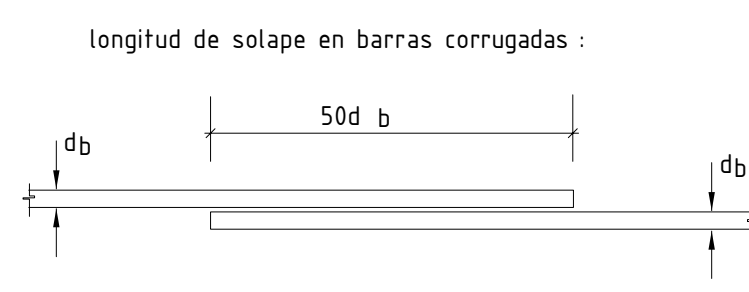 longitud de solape en barras corrugadas :
50d b
db
db